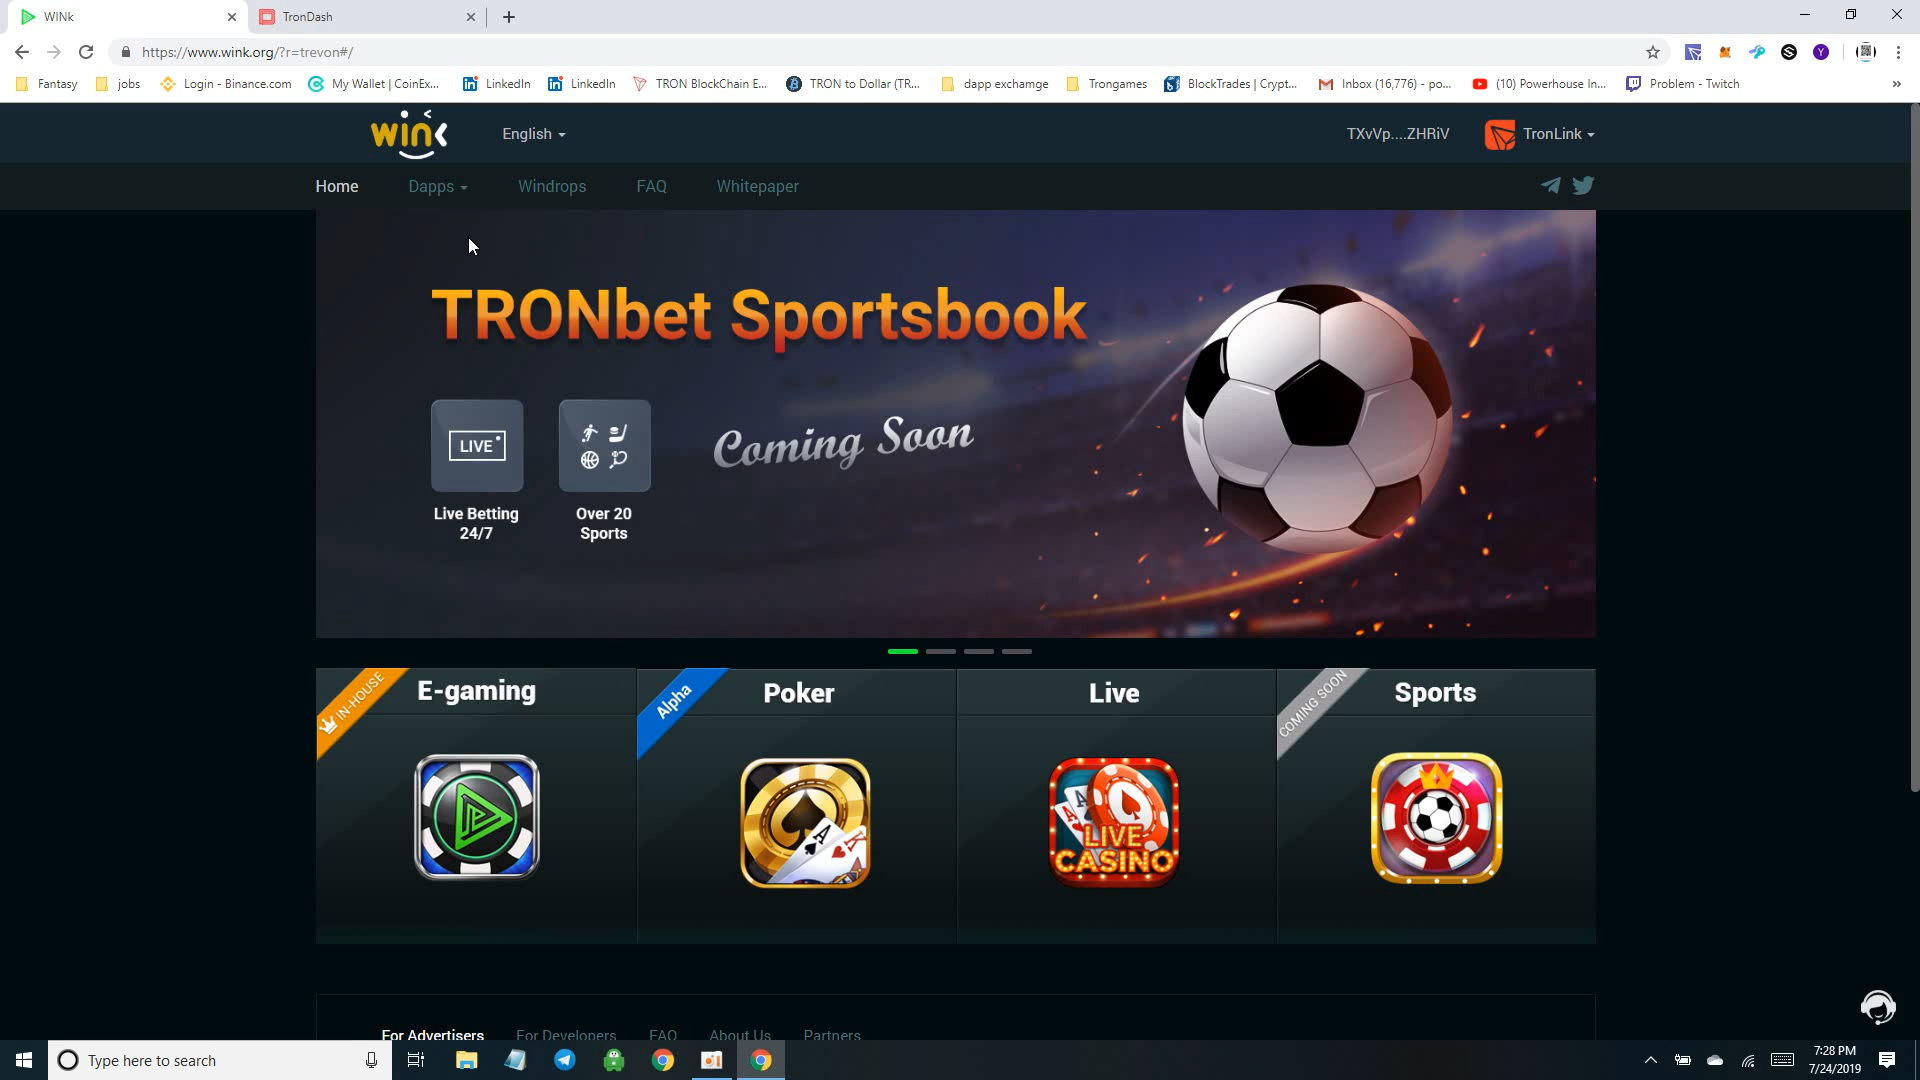 WINk
TronDash
https://www.wink.org/?r=trevon#/
Fantasy
jobs
Login - Binance.com
My Wallet | CoinEx...
LinkedIn
LinkedIn
TRON BlockChain E...
TRON to Dollar (TR...
dapp exchamge
Trongames
BlockTrades | Crypt...
Inbox (16,776) - po...
(10) Powerhouse In...
Problem - Twitch
»
wink
English
TXvVp....ZHRiV
TronLink
Home
Dapps
Windrops
FAQ
Whitepaper
TRONbet Sportsbook
LIVE
Coming Soon
Live Betting
24/7
Over 20
Sports
IN-HOUSE
E-gaming
Alpha
Poker
Live
COMING SOON
Sports
A
K
A
A
LIVE
CASINO
For Advertisers
For Developers
FAQ
About Us
Partners
Type here to search
7:28 PM
7/24/2019